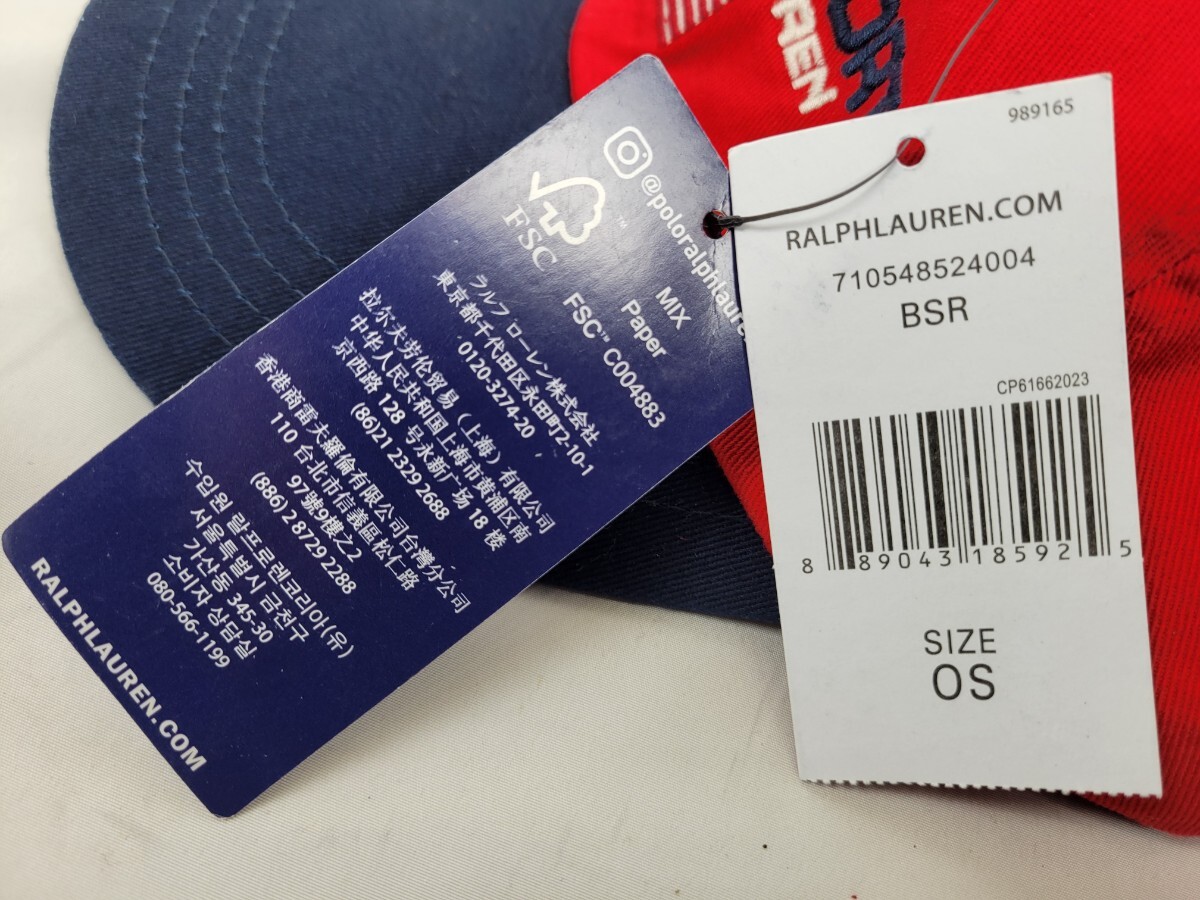 @poloralphlauren
FSC™
MIX
Paper
FSC™ C004883
ラルフ ローレン株式会社
東京都千代田区永田町2-10-1
0120-3274-20
拉尔夫劳伦贸易（上海）有限公司
中华人民共和国上海市黄浦区南
京西路 128 号永新广场 18 楼
(86)21 2329 2688
香港商雷夫羅倫有限公司台灣分公司
110 台北市信義區松仁路
97號9樓之2
(886)2 8729 2288
수입원 랄프로렌코리아(유)
서울특별시 금천구
가산동 345-30
소비자 상담실
080-566-1199
RALPHLAUREN.COM
989165
RALPHLAUREN.COM
710548524004
BSR
CP61662023
8 89043 18592 5
SIZE
OS